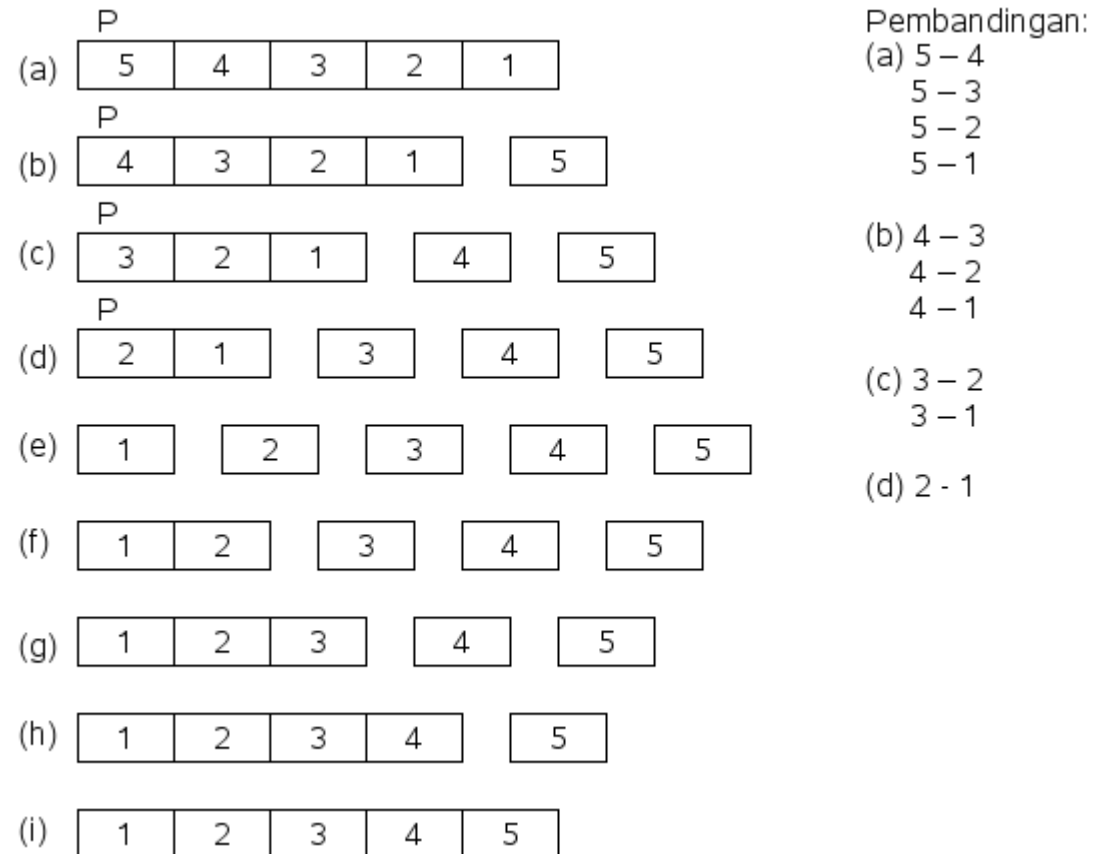 P
(a) 5 4 3 2 1
P
(b) 4 3 2 1 5
P
(c) 3 2 1 4 5
P
(d) 2 1 3 4 5
(e) 1 2 3 4 5
(f) 1 2 3 4 5
(g) 1 2 3 4 5
(h) 1 2 3 4 5
(i) 1 2 3 4 5
Pembandingan:
(a) 5 – 4
5 – 3
5 – 2
5 – 1
(b) 4 – 3
4 – 2
4 – 1
(c) 3 – 2
3 – 1
(d) 2 - 1